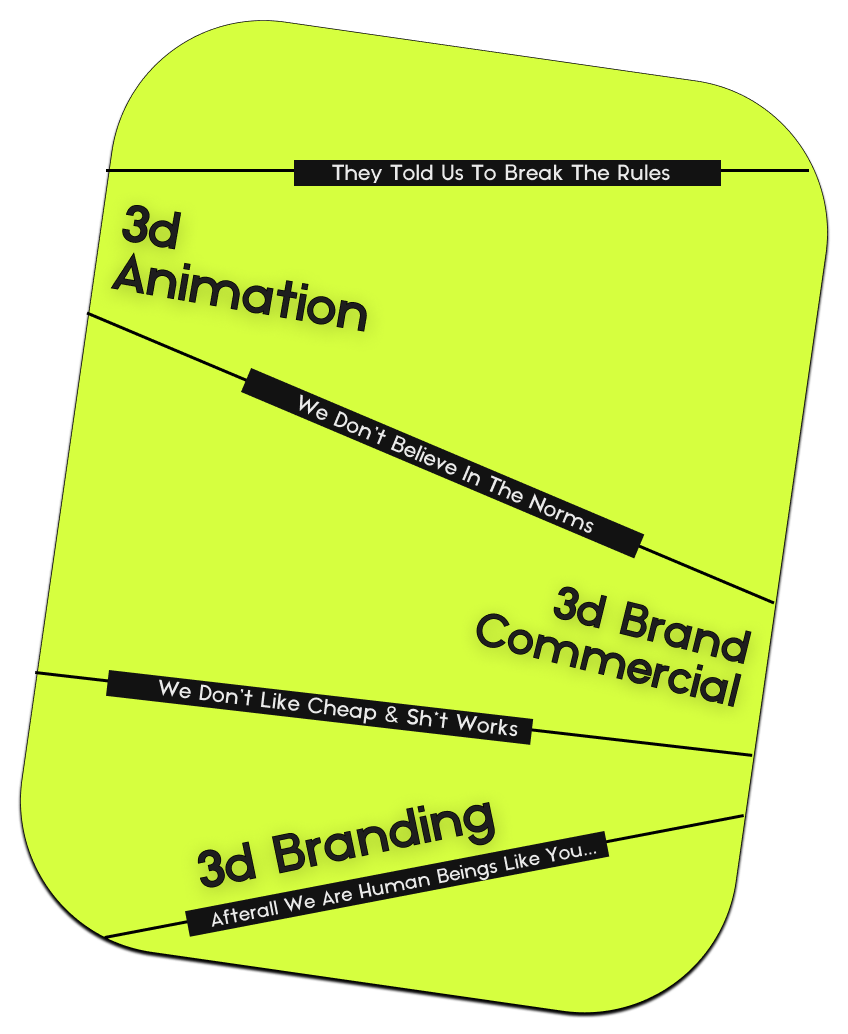 They Told Us To Break The Rules
3d
Animation
We Don't Believe In The Norms
3d Brand
Commercial
We Don't Like Cheap & Sh*t Works
3d Branding
Afterall We Are Human Beings Like You...